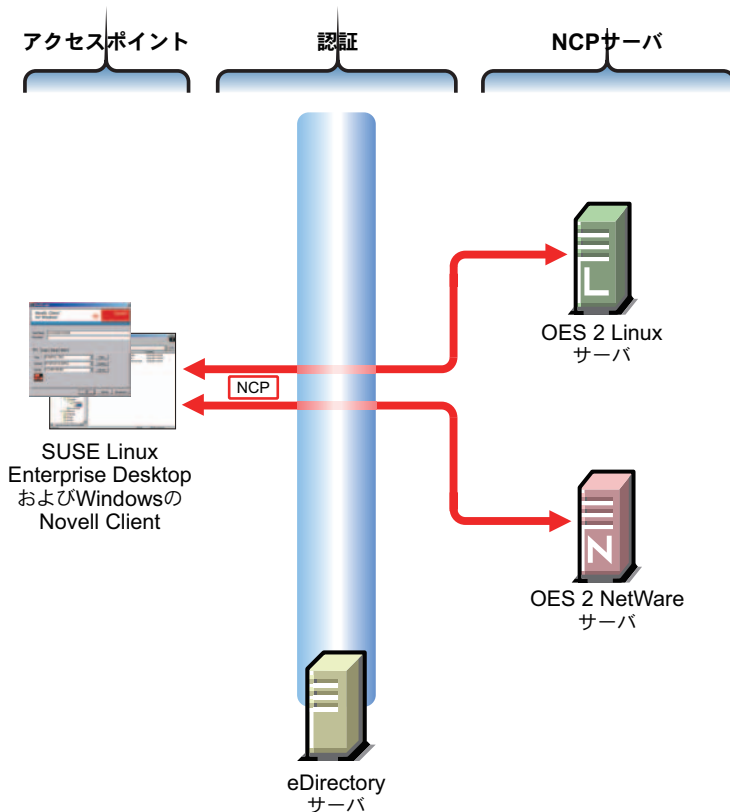 アクセスポイント
認証
NCPサーバ
L
OES 2 Linux
サーバ
NCP
SUSE Linux
Enterprise Desktop
およびWindowsの
Novell Client
N
OES 2 NetWare
サーバ
eDirectory
サーバ